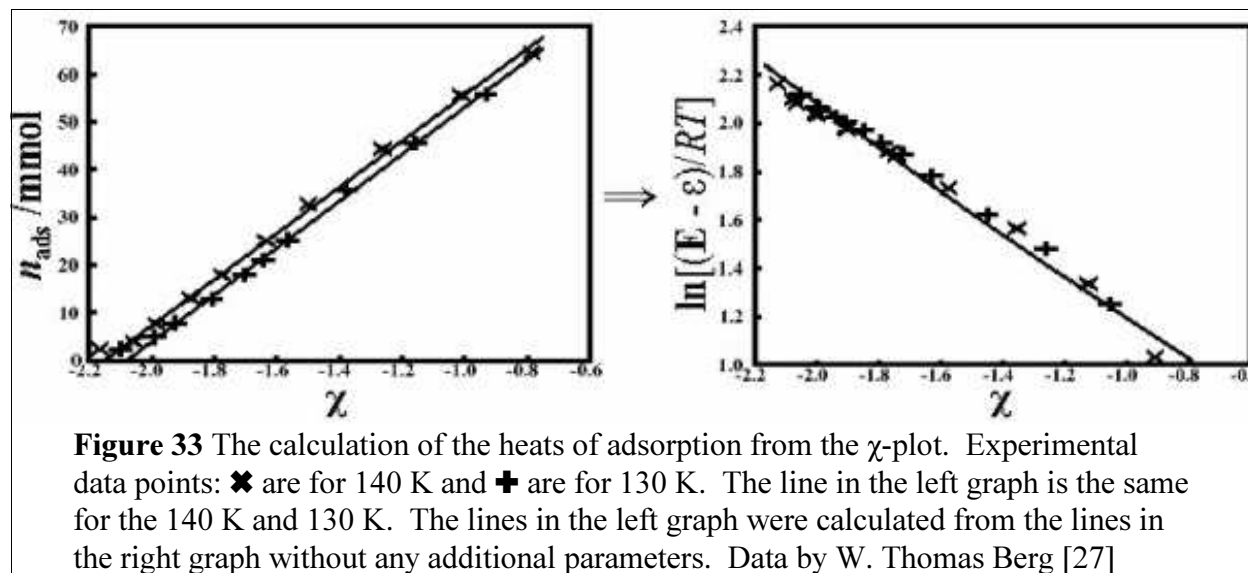 70
60
50
40
30
20
10
0
n_ads /mmol
-2.2 -2.0 -1.8 -1.6 -1.4 -1.2 -1.0 -0.8 -0.6
χ
⇒
2.4
2.2
2.0
1.8
1.6
1.4
1.2
1.0
ln[(E - ε)/RT]
-2.2 -2.0 -1.8 -1.6 -1.4 -1.2 -1.0 -0.8
χ
Figure 33 The calculation of the heats of adsorption from the χ-plot. Experimental
data points: ✖ are for 140 K and ✚ are for 130 K. The line in the left graph is the same
for the 140 K and 130 K. The lines in the left graph were calculated from the lines in
the right graph without any additional parameters. Data by W. Thomas Berg [27]